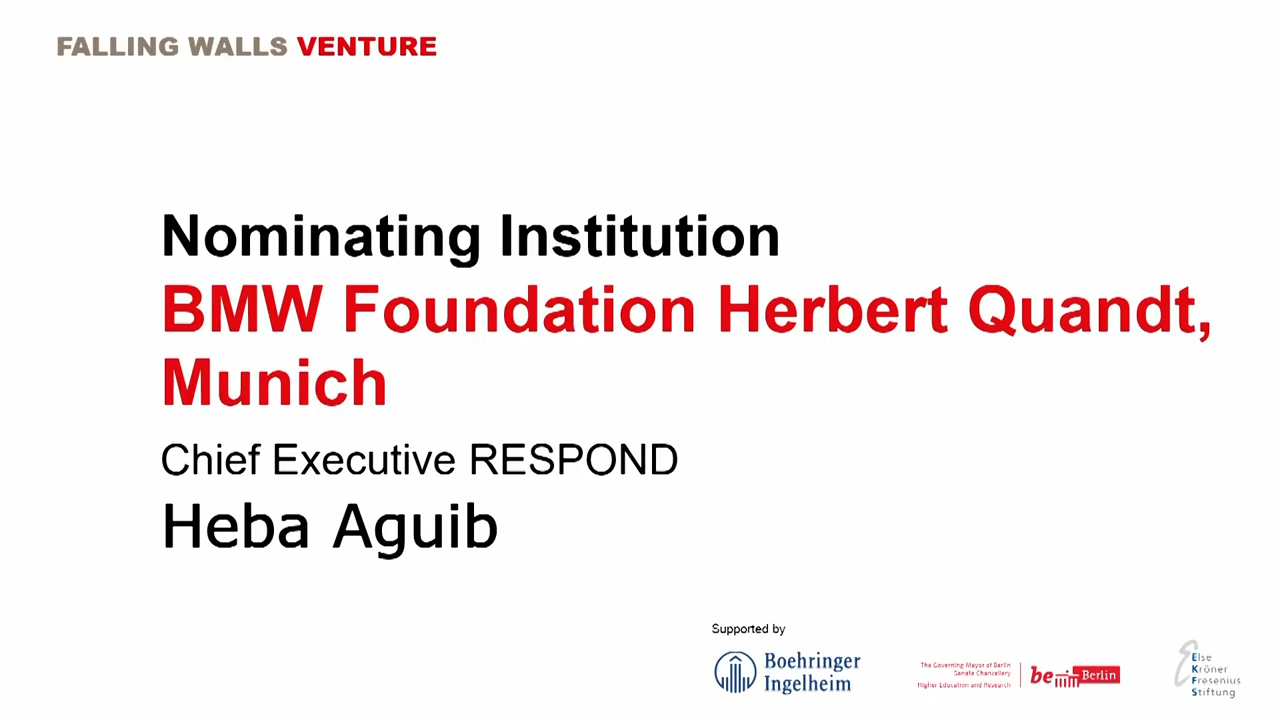 FALLING WALLS VENTURE
Nominating Institution
BMW Foundation Herbert Quandt,
Munich
Chief Executive RESPOND
Heba Aguib
Supported by
Boehringer
Ingelheim
The Governing Mayor of Berlin
Senate Chancellery
Higher Education and Research
be Berlin
Else
Kröner
Fresenius
Stiftung